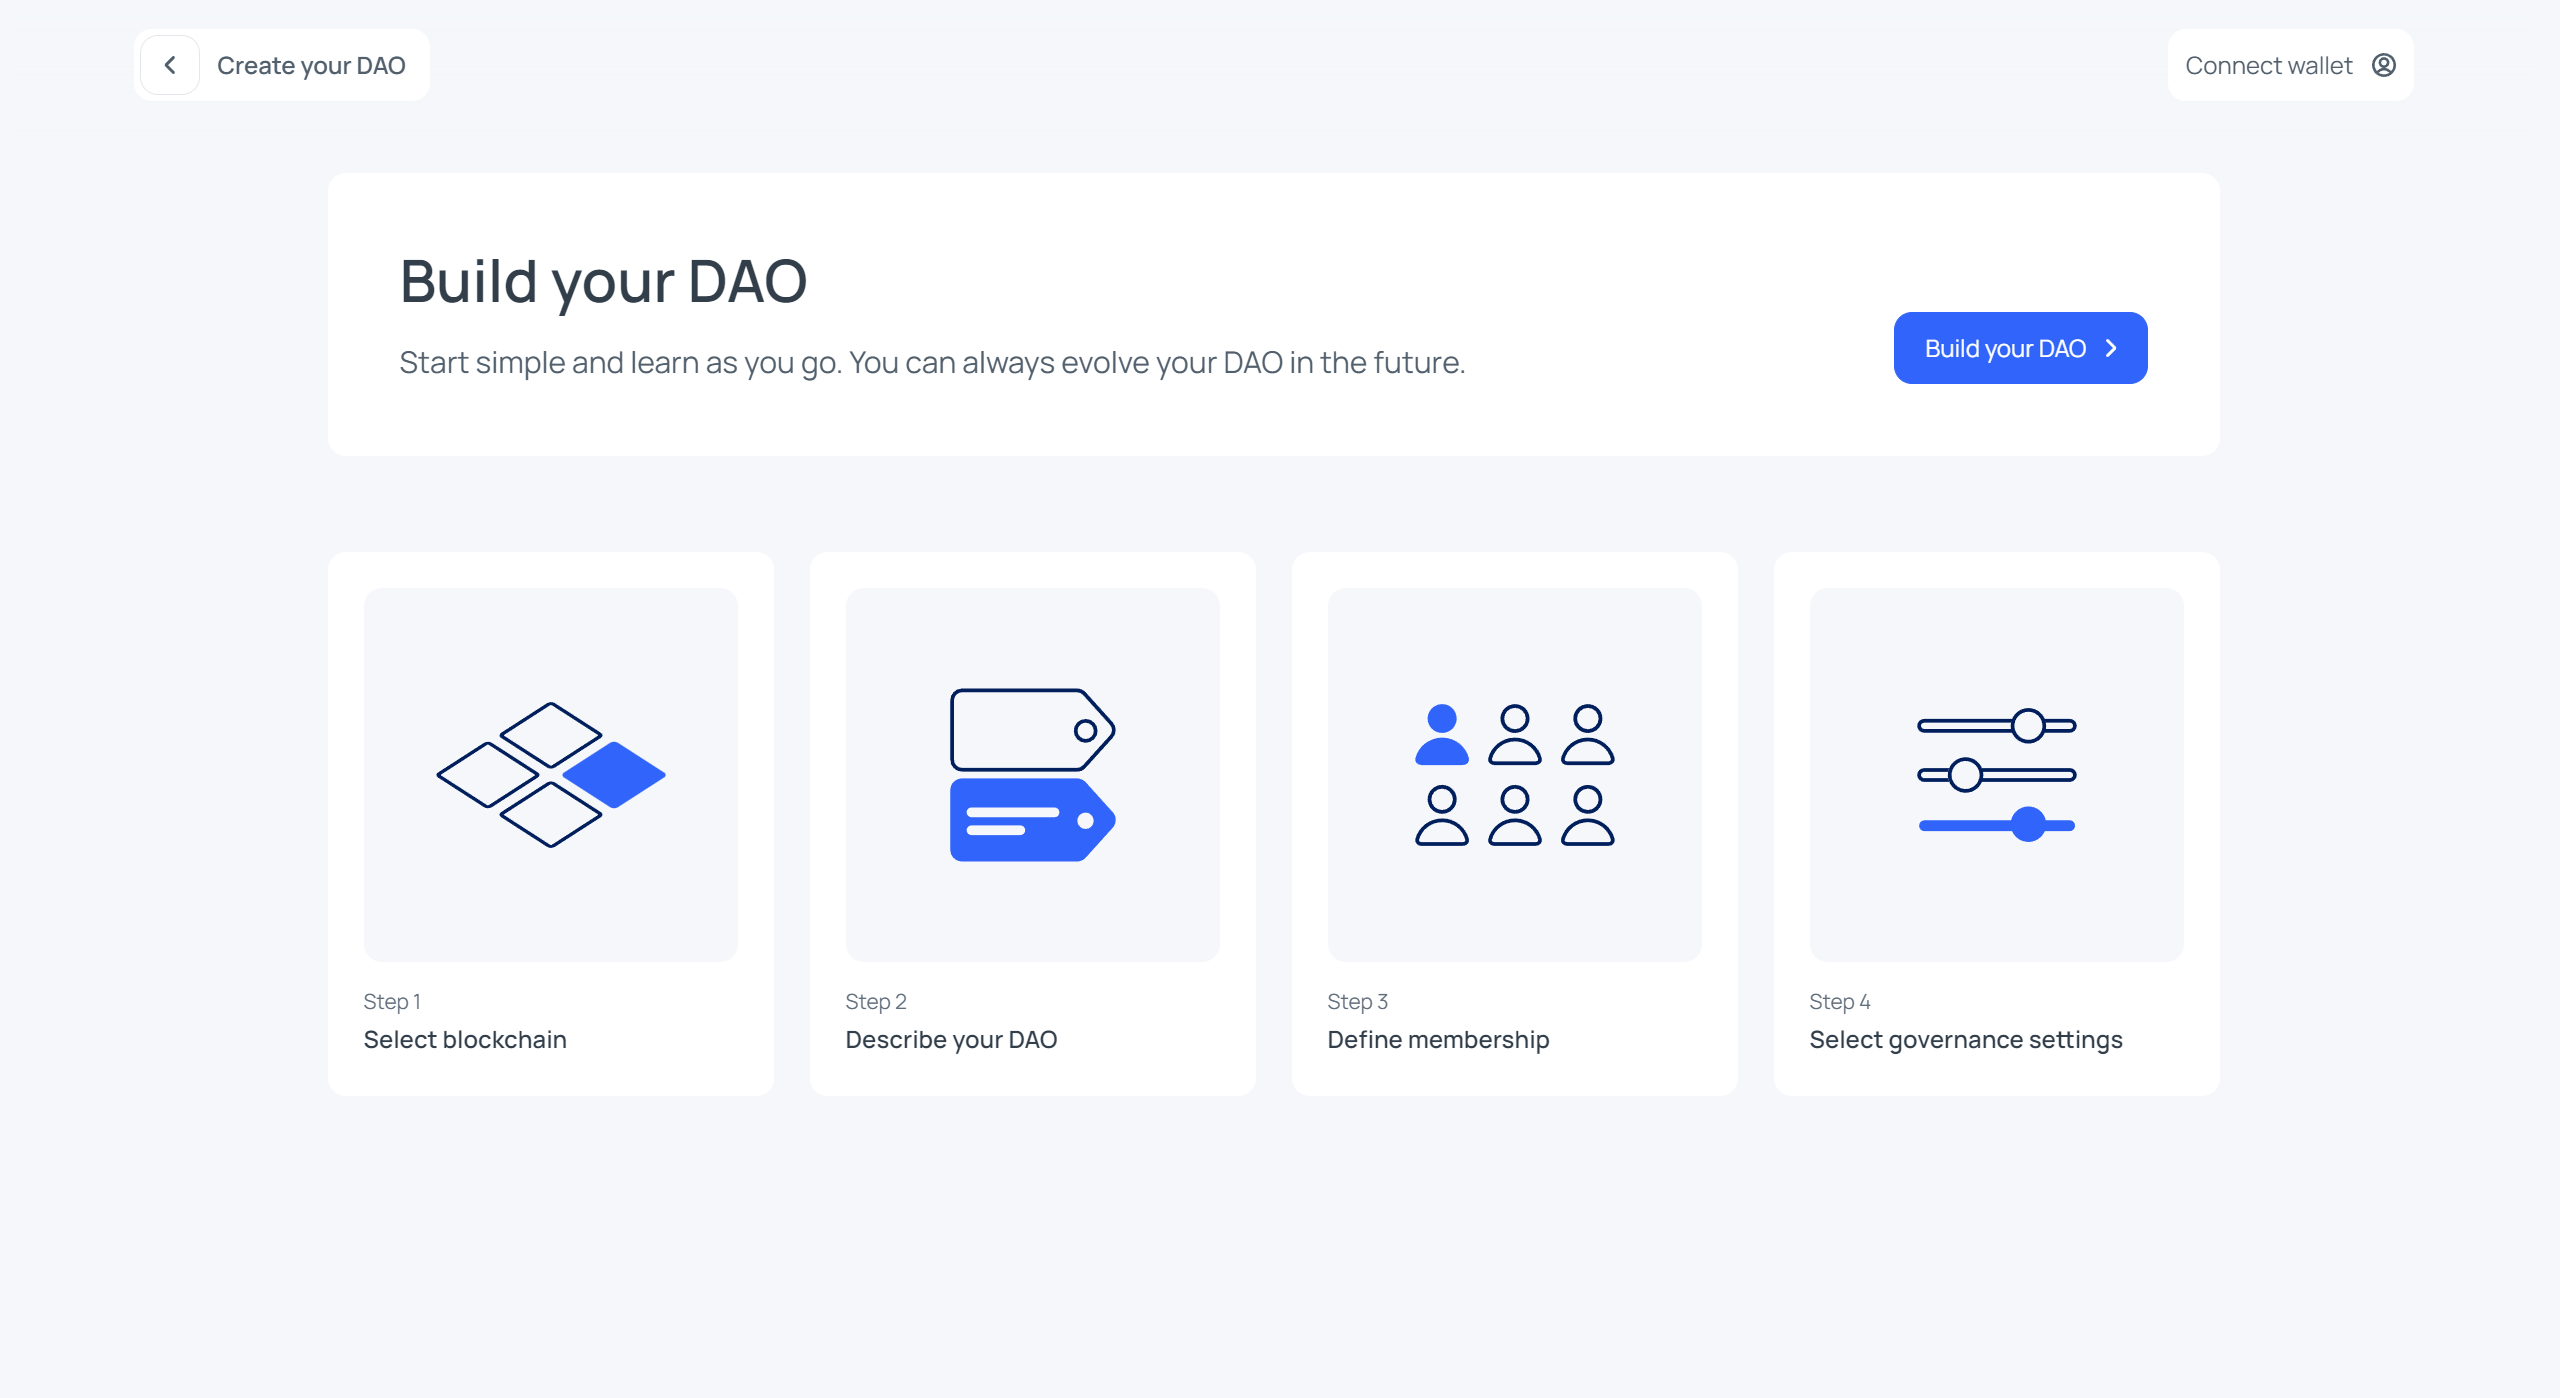 Create your DAO
Connect wallet
Build your DAO
Start simple and learn as you go. You can always evolve your DAO in the future.
Build your DAO
Step 1
Select blockchain
Step 2
Describe your DAO
Step 3
Define membership
Step 4
Select governance settings